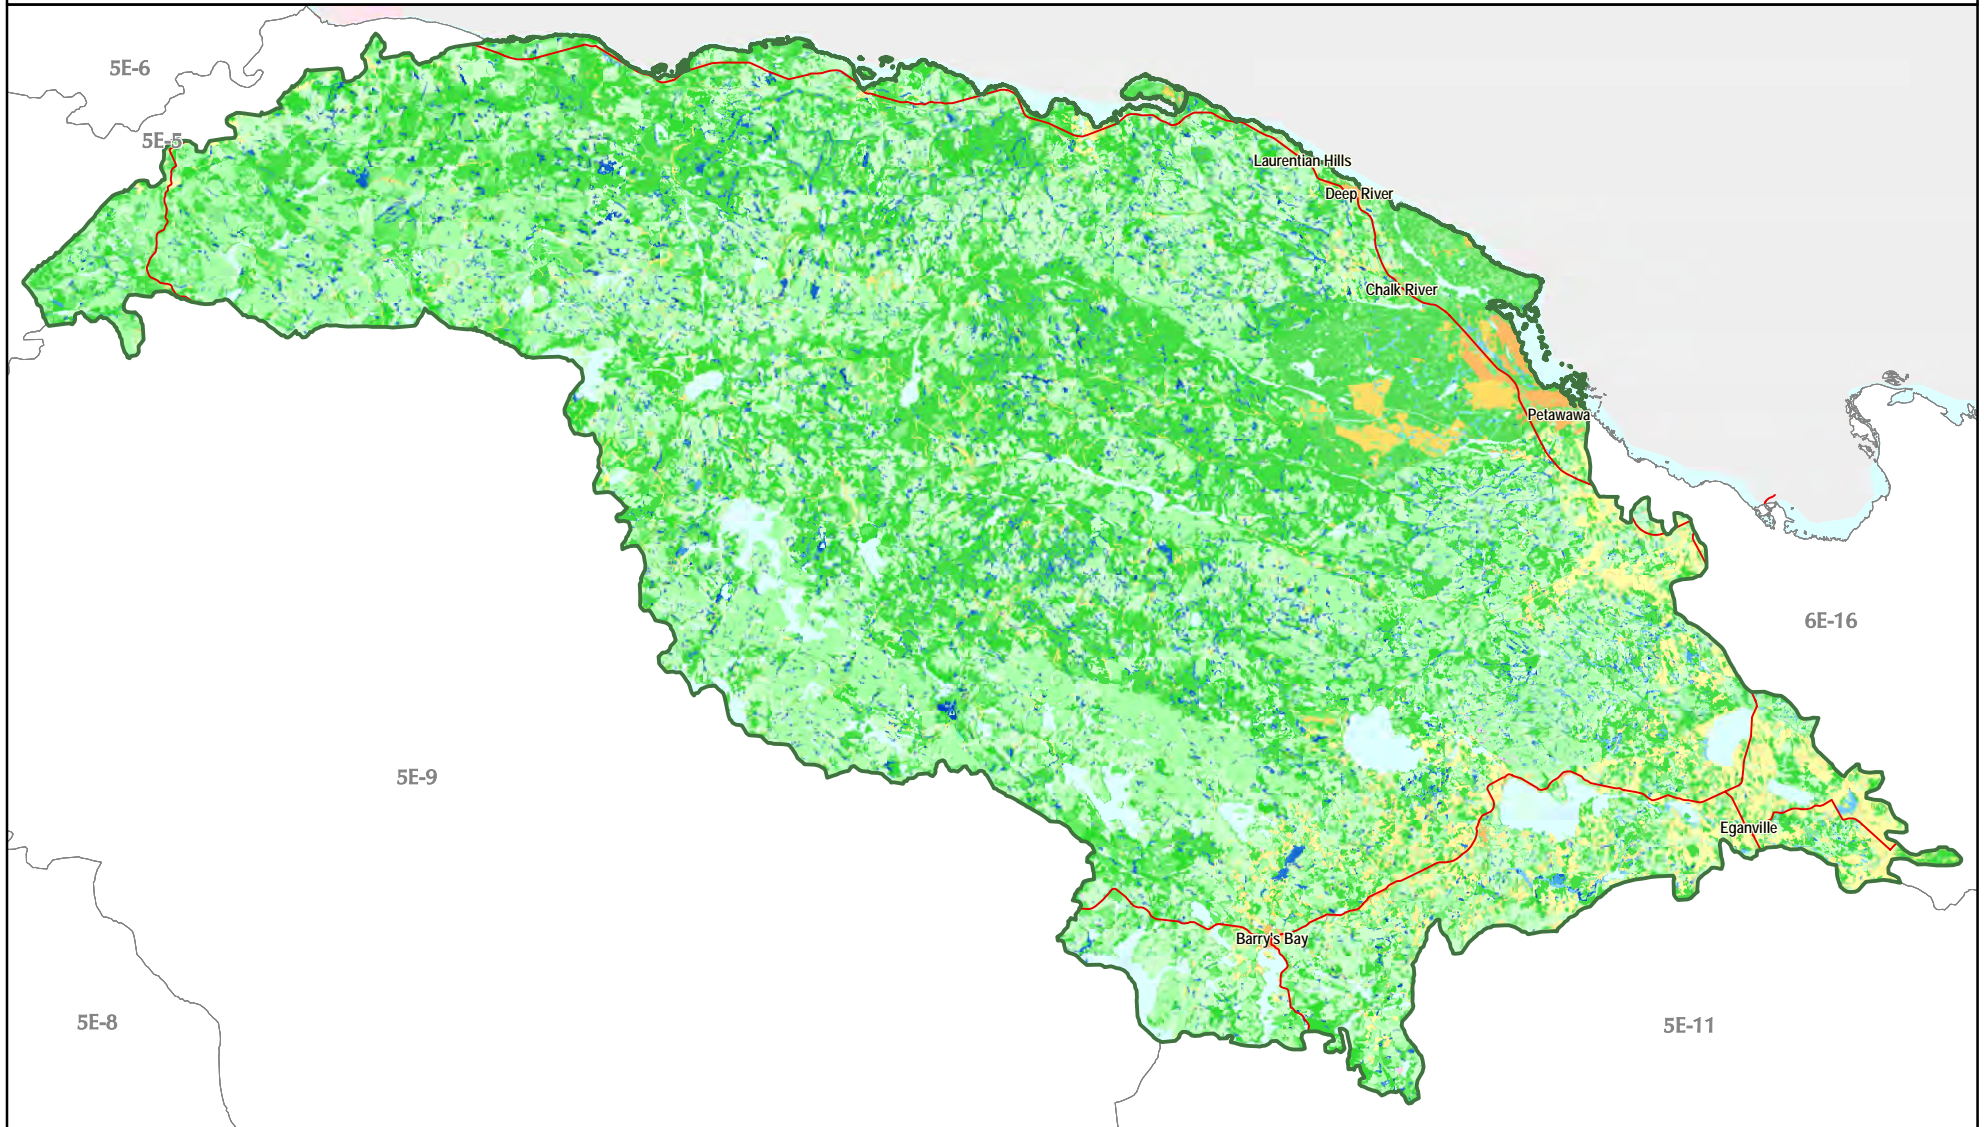 5E-6
5E-5
Laurentian Hills
Deep River
Chalk River
Petawawa
6E-16
5E-9
Eganville
Barry's Bay
5E-8
5E-11